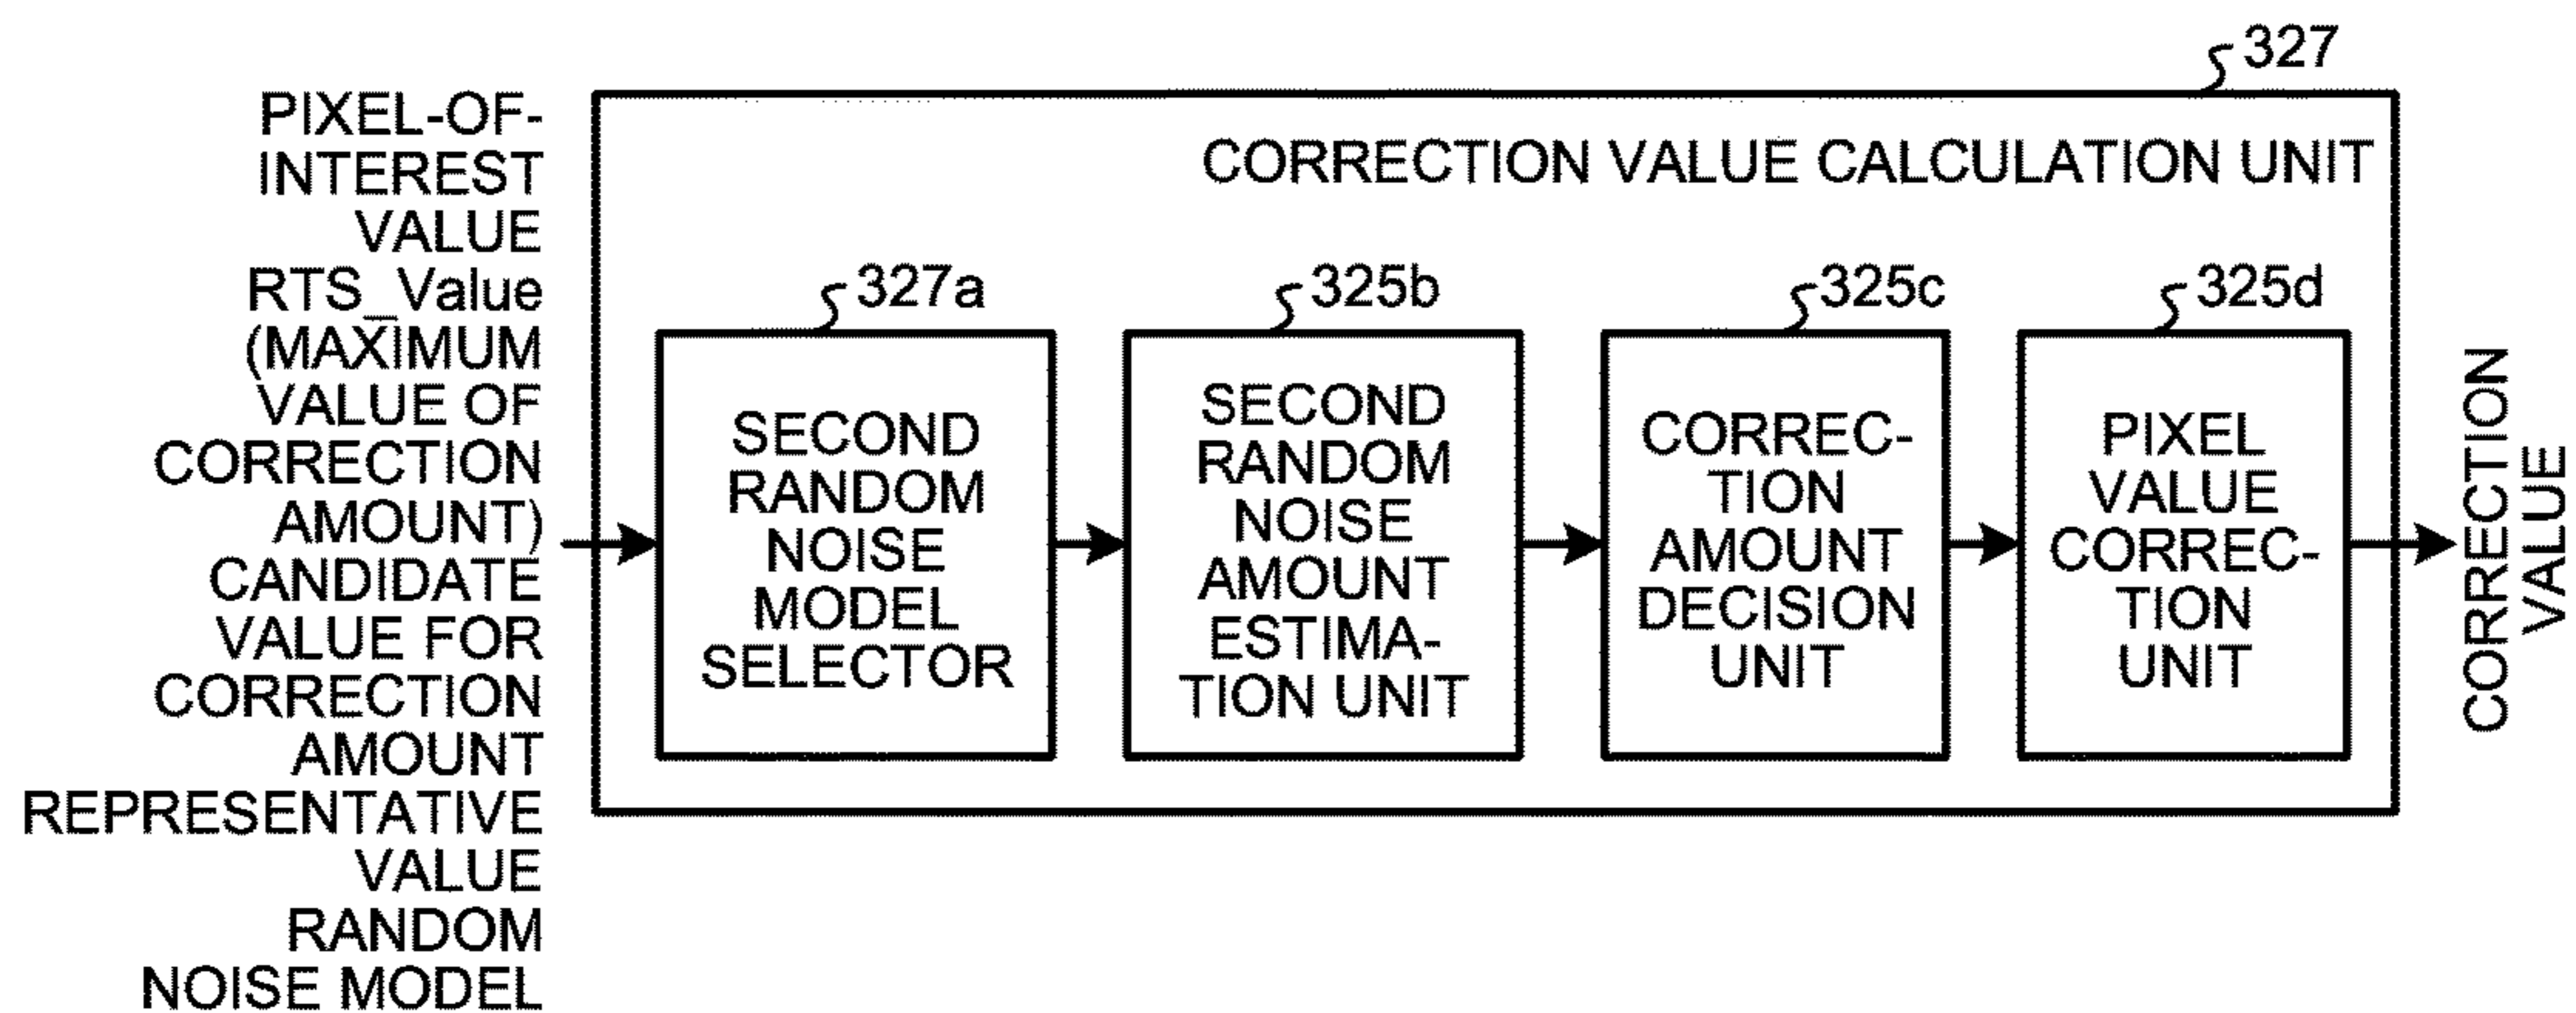 PIXEL-OF-
INTEREST
VALUE
RTS_Value
(MAXIMUM
VALUE OF
CORRECTION
AMOUNT)
CANDIDATE
VALUE FOR
CORRECTION
AMOUNT
REPRESENTATIVE
VALUE
RANDOM
NOISE MODEL
327
CORRECTION VALUE CALCULATION UNIT
327a
SECOND
RANDOM
NOISE
MODEL
SELECTOR
325b
SECOND
RANDOM
NOISE
AMOUNT
ESTIMA-
TION UNIT
325c
CORREC-
TION
AMOUNT
DECISION
UNIT
325d
PIXEL
VALUE
CORREC-
TION
UNIT
CORRECTION
VALUE